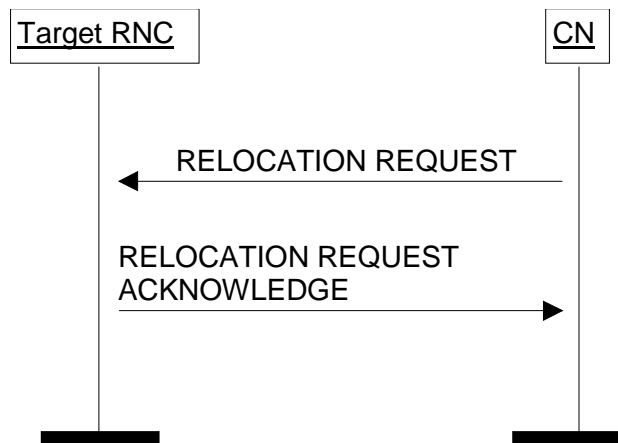 Target RNC
CN
RELOCATION REQUEST
RELOCATION REQUEST
ACKNOWLEDGE